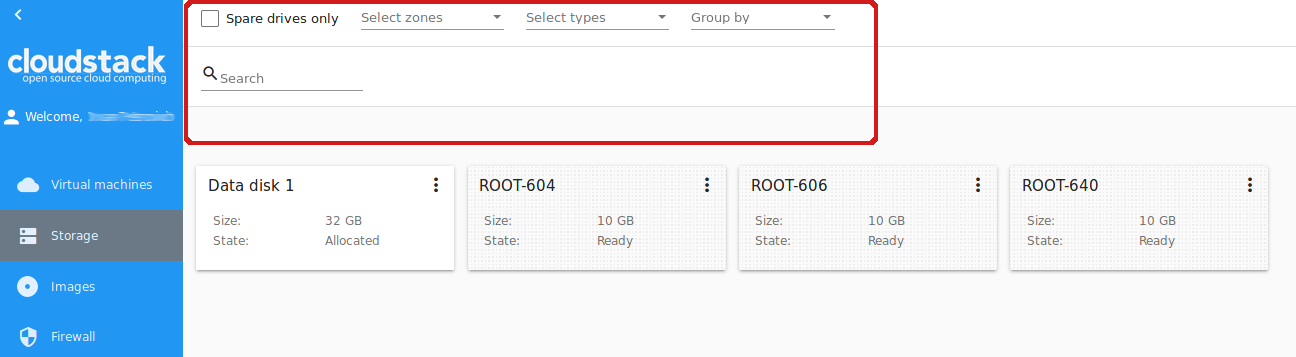 Spare drives only Select zones Select types Group by
Search
cloudstack
open source cloud computing
Welcome,
Virtual machines
Storage
Images
Firewall
Data disk 1
Size: 32 GB
State: Allocated
ROOT-604
Size: 10 GB
State: Ready
ROOT-606
Size: 10 GB
State: Ready
ROOT-640
Size: 10 GB
State: Ready